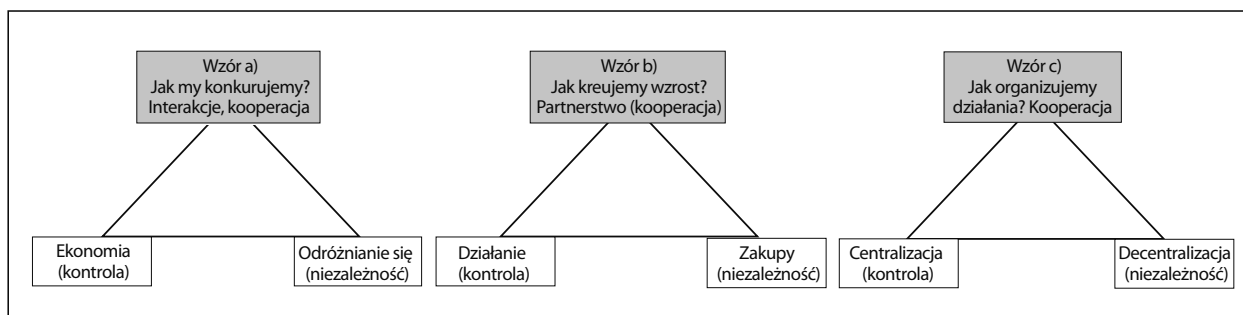 Wzór a)
Jak my konkurujemy?
Interakcje, kooperacja
Wzór b)
Jak kreujemy wzrost?
Partnerstwo (kooperacja)
Wzór c)
Jak organizujemy
działania? Kooperacja
Ekonomia
(kontrola)
Odróżnianie się
(niezależność)
Działanie
(kontrola)
Zakupy
(niezależność)
Centralizacja
(kontrola)
Decentralizacja
(niezależność)